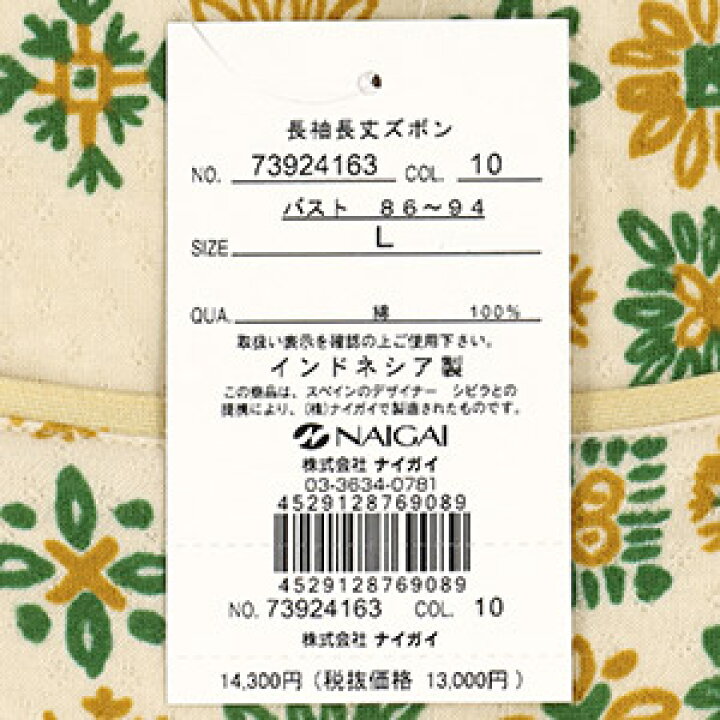 長袖長丈ズボン
NO. 73924163 COL. 10
バスト 86〜94
SIZE L
QUA. 綿 100%
取扱い表示を確認の上ご使用下さい。
インドネシア製
この商品は、スペインのデザイナー シビラとの
提携により、(株)ナイガイで製造されたものです。
NAIGAI
株式会社 ナイガイ
03-3634-0781
4529128769089
4529128769089
NO. 73924163 COL. 10
株式会社 ナイガイ
14,300円(税抜価格 13,000円)